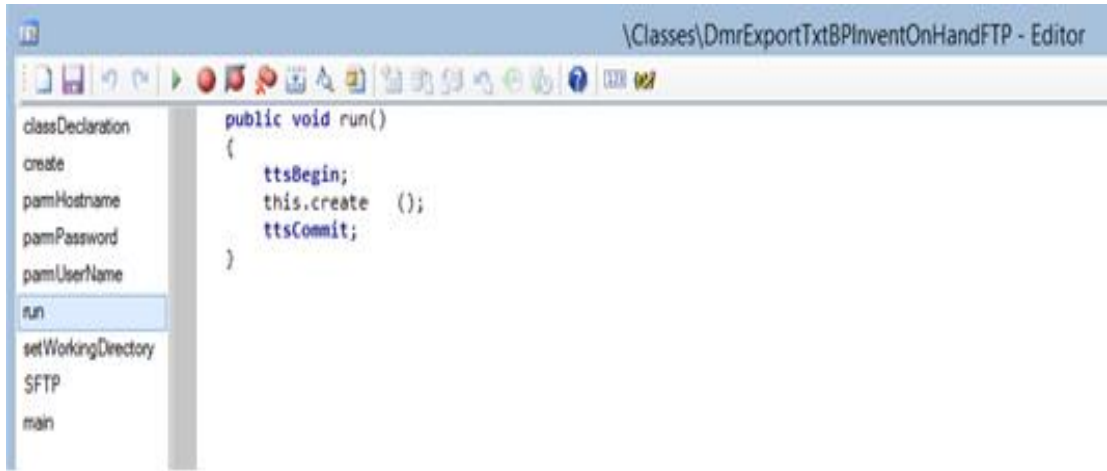 \Classes\DmrExportTxtBPInventOnHandFTP - Editor
classDeclaration
create
parmHostname
parmPassword
parmUserName
run
setWorkingDirectory
SFTP
main
public void run()
{
ttsBegin;
this.create ();
ttsCommit;
}